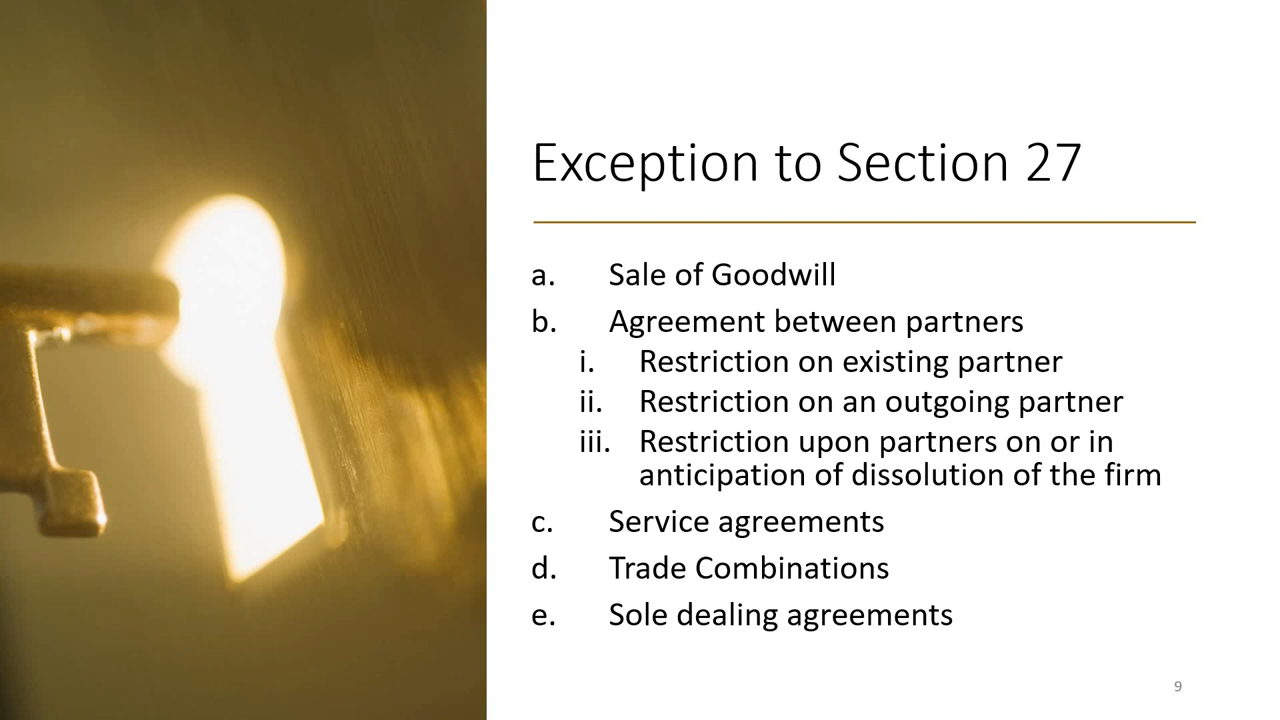 Exception to Section 27
a. Sale of Goodwill
b. Agreement between partners
i. Restriction on existing partner
ii. Restriction on an outgoing partner
iii. Restriction upon partners on or in
anticipation of dissolution of the firm
c. Service agreements
d. Trade Combinations
e. Sole dealing agreements
9